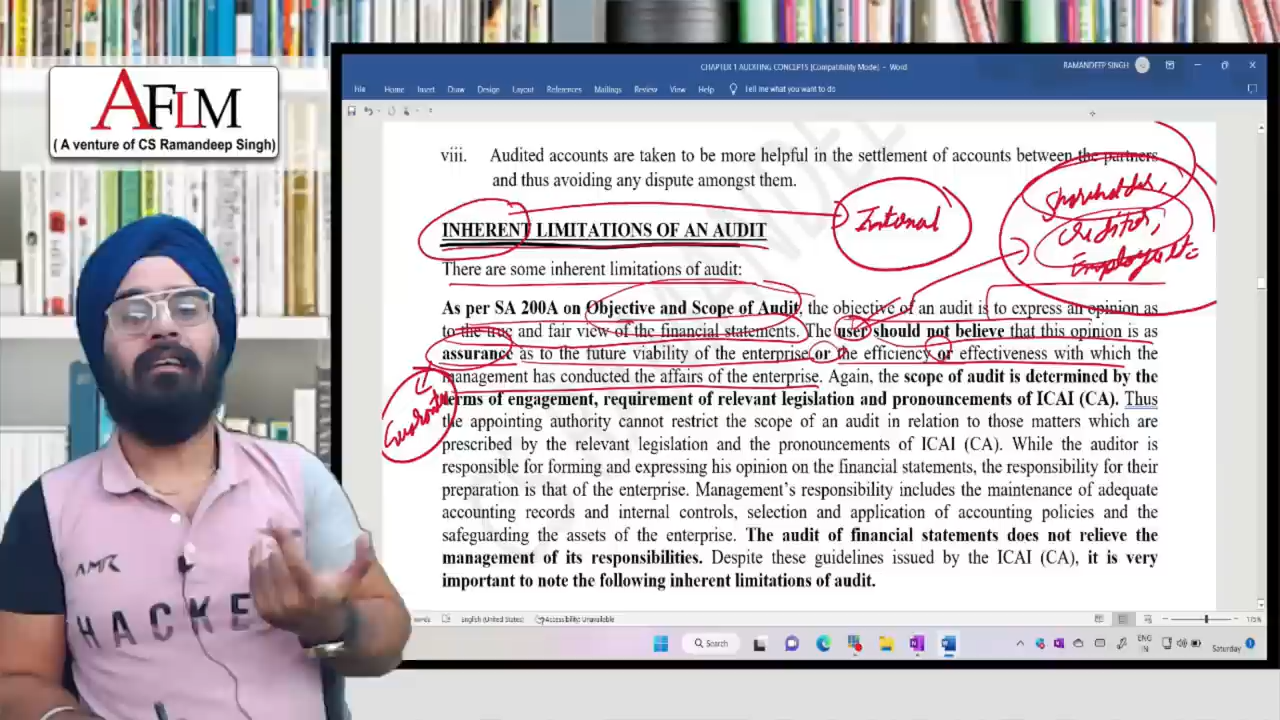 AFLM
( A venture of CS Ramandeep Singh)
AMR
HACKE
CHAPTER 1 AUDITING CONCEPTS [Compatibility Mode] - Word
RAMANDEEP SINGH
File Home Insert Draw Design Layout References Mailings Review View Help Tell me what you want to do
viii. Audited accounts are taken to be more helpful in the settlement of accounts between the partners
and thus avoiding any dispute amongst them.
Shareholder,
Creditor,
Employee etc
Internal
INHERENT LIMITATIONS OF AN AUDIT
There are some inherent limitations of audit:
As per SA 200A on Objective and Scope of Audit, the objective of an audit is to express an opinion as
to the true and fair view of the financial statements. The user should not believe that this opinion is as
assurance as to the future viability of the enterprise or the efficiency or effectiveness with which the
management has conducted the affairs of the enterprise. Again, the scope of audit is determined by the
terms of engagement, requirement of relevant legislation and pronouncements of ICAI (CA). Thus
Guarantee
the appointing authority cannot restrict the scope of an audit in relation to those matters which are
prescribed by the relevant legislation and the pronouncements of ICAI (CA). While the auditor is
responsible for forming and expressing his opinion on the financial statements, the responsibility for their
preparation is that of the enterprise. Management's responsibility includes the maintenance of adequate
accounting records and internal controls, selection and application of accounting policies and the
safeguarding the assets of the enterprise. The audit of financial statements does not relieve the
management of its responsibilities. Despite these guidelines issued by the ICAI (CA), it is very
important to note the following inherent limitations of audit.
English (United States) Accessibility: Unavailable
175%
Search
ENG
IN
Saturday